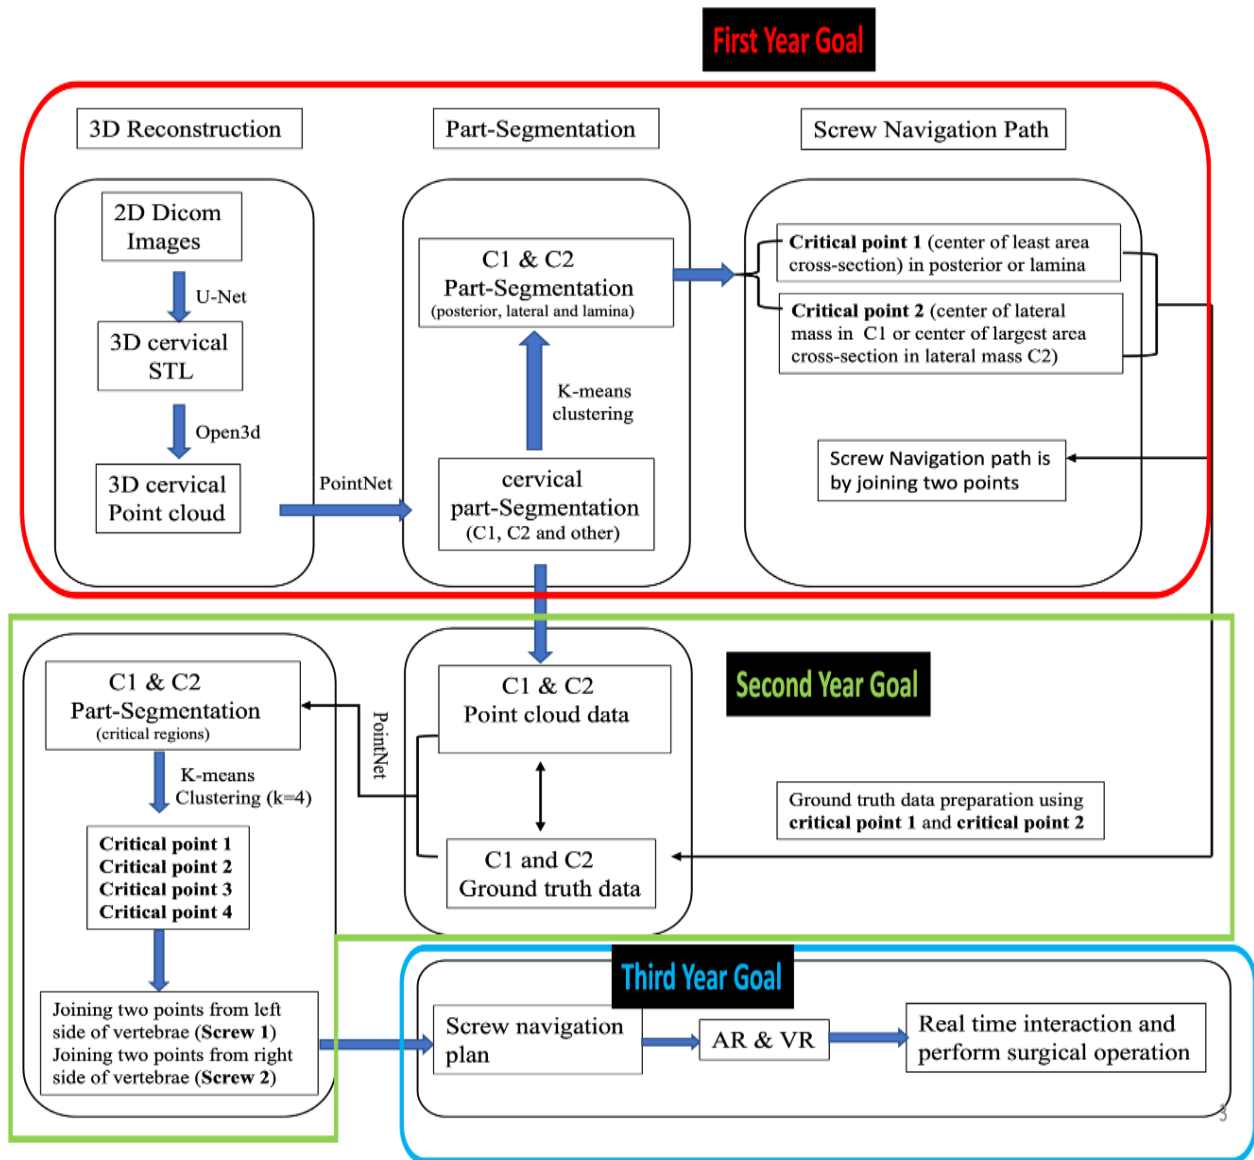 First Year Goal
3D Reconstruction
Part-Segmentation
Screw Navigation Path
2D Dicom
Images
U-Net
3D cervical
STL
Open3d
3D cervical
Point cloud
PointNet
C1 & C2
Part-Segmentation
(posterior, lateral and lamina)
K-means
clustering
cervical
part-Segmentation
(C1, C2 and other)
Critical point 1 (center of least area
cross-section) in posterior or lamina
Critical point 2 (center of lateral
mass in C1 or center of largest area
cross-section in lateral mass C2)
Screw Navigation path is
by joining two points
Second Year Goal
C1 & C2
Part-Segmentation
(critical regions)
K-means
Clustering (k=4)
Critical point 1
Critical point 2
Critical point 3
Critical point 4
Joining two points from left
side of vertebrae (Screw 1)
Joining two points from right
side of vertebrae (Screw 2)
PointNet
C1 & C2
Point cloud data
C1 and C2
Ground truth data
Ground truth data preparation using
critical point 1 and critical point 2
Third Year Goal
Screw navigation
plan
AR & VR
Real time interaction and
perform surgical operation
3